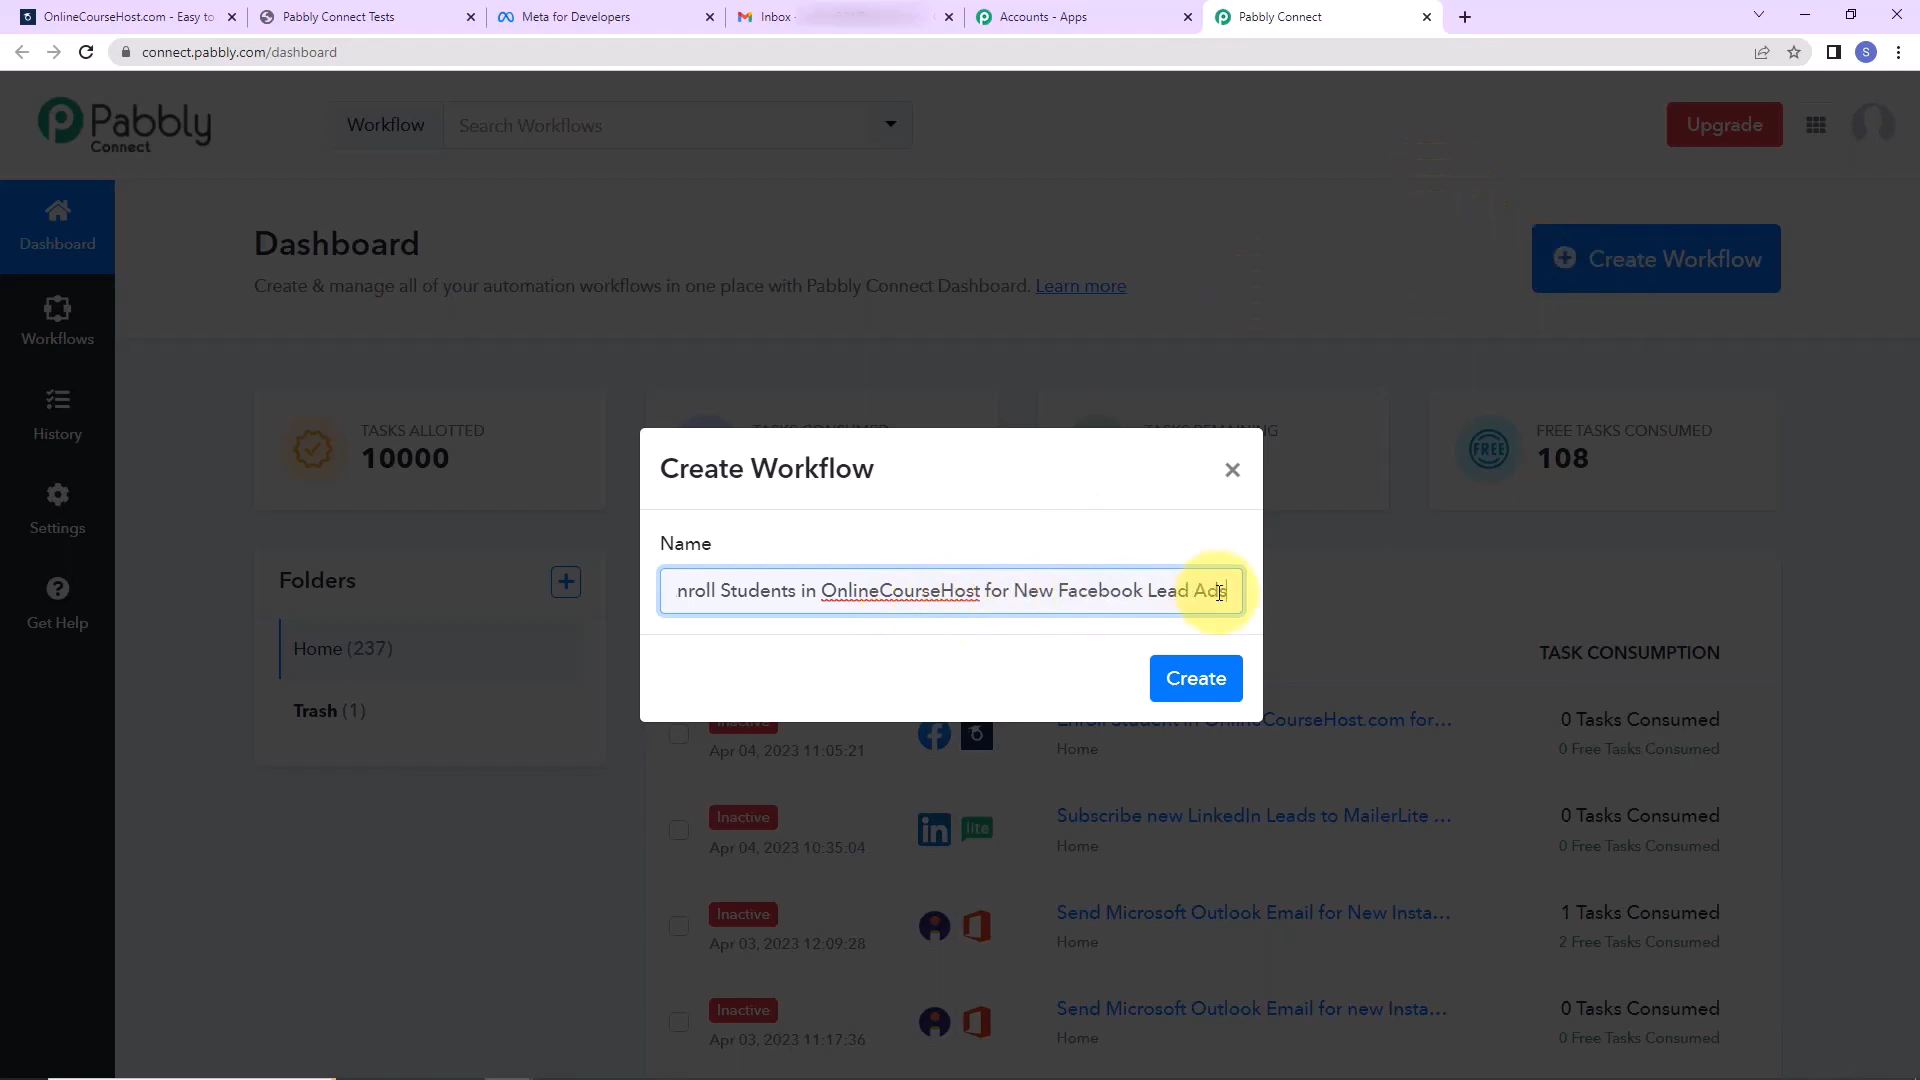 OnlineCourseHost.com - Easy to
Pabbly Connect Tests
Meta for Developers
Inbox -
Accounts - Apps
Pabbly Connect
connect.pabbly.com/dashboard
S
Pabbly
Connect
Workflow
Search Workflows
Upgrade
Dashboard
Workflows
History
Settings
Get Help
Dashboard
Create & manage all of your automation workflows in one place with Pabbly Connect Dashboard. Learn more
Create Workflow
TASKS ALLOTTED
10000
FREE
FREE TASKS CONSUMED
108
Folders
Home (237)
Trash (1)
Create Workflow
Name
nroll Students in OnlineCourseHost for New Facebook Lead Ads
Create
TASK CONSUMPTION
Inactive
Apr 04, 2023 11:05:21
Enroll Student in OnlineCourseHost.com for...
Home
0 Tasks Consumed
0 Free Tasks Consumed
Inactive
Apr 04, 2023 10:35:04
in
lite
Subscribe new LinkedIn Leads to MailerLite ...
Home
0 Tasks Consumed
0 Free Tasks Consumed
Inactive
Apr 03, 2023 12:09:28
Send Microsoft Outlook Email for New Insta...
Home
1 Tasks Consumed
2 Free Tasks Consumed
Inactive
Apr 03, 2023 11:17:36
Send Microsoft Outlook Email for new Insta...
Home
0 Tasks Consumed
0 Free Tasks Consumed